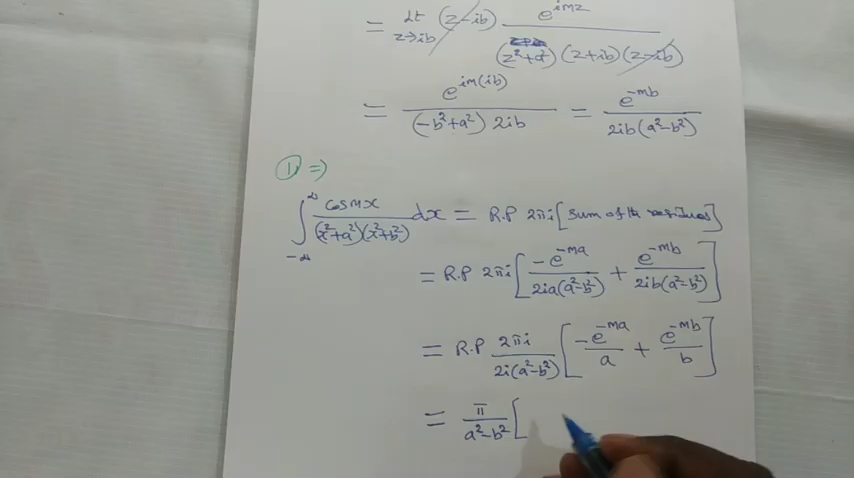 = lt z→ib (z-ib) e^{imz} / (z²+a²)(z+ib)(z-ib)
= e^{im(ib)} / (-b²+a²) 2ib = e^{-mb} / 2ib(a²-b²)
① ⇒)
∫_{-∞}^{∞} cosmx / (x²+a²)(x²+b²) dx = R.P 2πi [sum of the residues]
= R.P 2πi [ -e^{-ma} / 2ia(a²-b²) + e^{-mb} / 2ib(a²-b²) ]
= R.P 2πi / 2i(a²-b²) [ -e^{-ma} / a + e^{-mb} / b ]
= π / a²-b² [